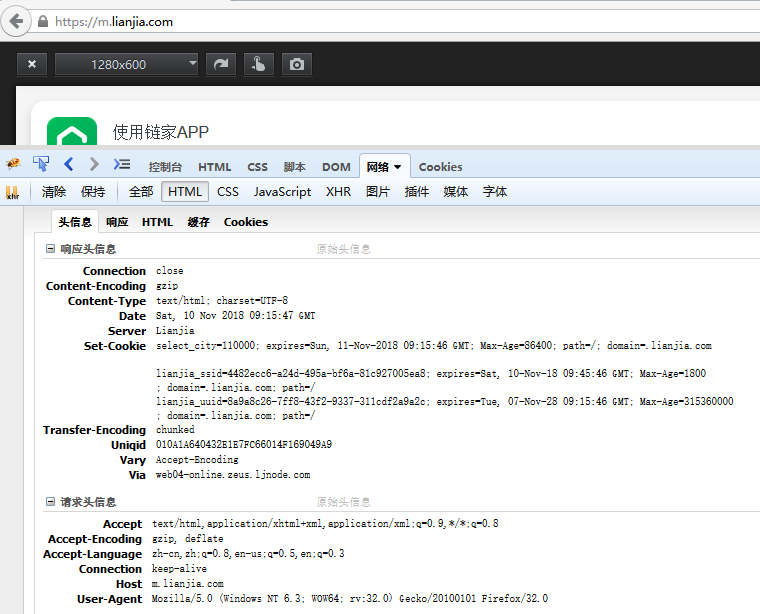 https://m.lianjia.com
1280x600
使用链家APP
控制台 HTML CSS 脚本 DOM 网络 Cookies
xhr 清除 保持 全部 HTML CSS JavaScript XHR 图片 插件 媒体 字体
头信息 响应 HTML 缓存 Cookies
响应头信息 原始头信息
Connection close
Content-Encoding gzip
Content-Type text/html; charset=UTF-8
Date Sat, 10 Nov 2018 09:15:47 GMT
Server Lianjia
Set-Cookie select_city=110000; expires=Sun, 11-Nov-2018 09:15:46 GMT; Max-Age=86400; path=/; domain=.lianjia.com
lianjia_ssid=4482ecc6-a24d-495a-bf6a-81c927005ea8; expires=Sat, 10-Nov-18 09:45:46 GMT; Max-Age=1800
; domain=.lianjia.com; path=/
lianjia_uuid=8a9a8c26-7ff8-43f2-9337-311cdf2a9a2c; expires=Tue, 07-Nov-28 09:15:46 GMT; Max-Age=315360000
; domain=.lianjia.com; path=/
Transfer-Encoding chunked
Uniqid 010A1A640432E1E7FC66014F169049A9
Vary Accept-Encoding
Via web04-online.zeus.ljnode.com
请求头信息 原始头信息
Accept text/html,application/xhtml+xml,application/xml;q=0.9,*/*;q=0.8
Accept-Encoding gzip, deflate
Accept-Language zh-cn,zh;q=0.8,en-us;q=0.5,en;q=0.3
Connection keep-alive
Host m.lianjia.com
User-Agent Mozilla/5.0 (Windows NT 6.3; WOW64; rv:32.0) Gecko/20100101 Firefox/32.0